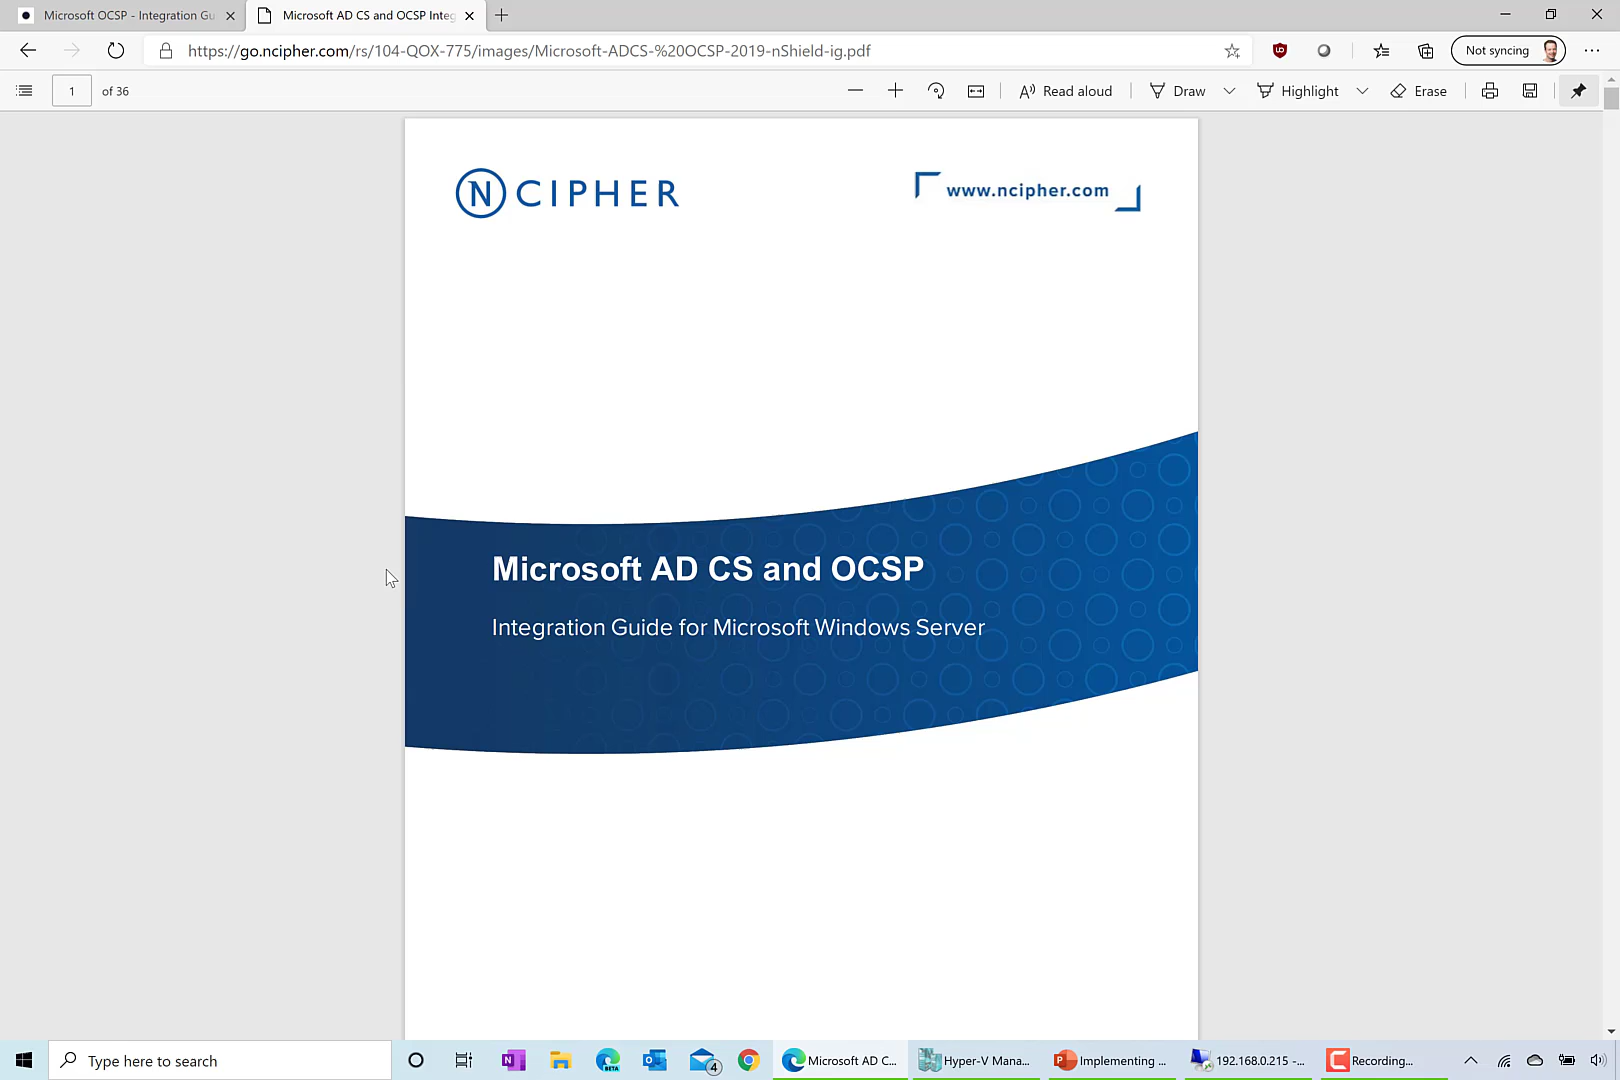 Microsoft OCSP - Integration Gu
Microsoft AD CS and OCSP Integ
https://go.ncipher.com/rs/104-QOX-775/images/Microsoft-ADCS-%20OCSP-2019-nShield-ig.pdf
Not syncing
1 of 36
Read aloud
Draw
Highlight
Erase
N CIPHER
www.ncipher.com
Microsoft AD CS and OCSP
Integration Guide for Microsoft Windows Server
Type here to search
N
BETA
4
Microsoft AD C...
Hyper-V Mana...
Implementing ...
192.168.0.215 -...
Recording...